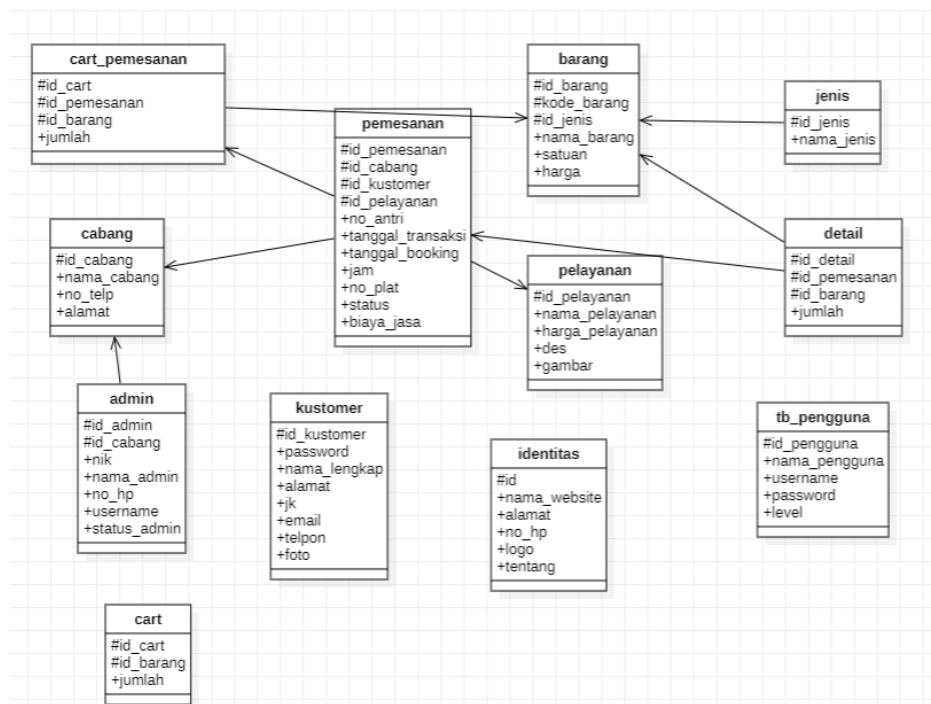 cart_pemesanan
#id_cart
#id_pemesanan
#id_barang
+jumlah
pemesanan
#id_pemesanan
#id_cabang
#id_kustomer
#id_pelayanan
+no_antri
+tanggal_transaksi
+tanggal_booking
+jam
+no_plat
+status
+biaya_jasa
barang
#id_barang
#kode_barang
#id_jenis
+nama_barang
+satuan
+harga
jenis
#id_jenis
+nama_jenis
cabang
#id_cabang
+nama_cabang
+no_telp
+alamat
pelayanan
#id_pelayanan
+nama_pelayanan
+harga_pelayanan
+des
+gambar
detail
#id_detail
#id_pemesanan
#id_barang
+jumlah
admin
#id_admin
#id_cabang
+nik
+nama_admin
+no_hp
+username
+status_admin
kustomer
#id_kustomer
+password
+nama_lengkap
+alamat
+jk
+email
+telpon
+foto
identitas
#id
+nama_website
+alamat
+no_hp
+logo
+tentang
tb_pengguna
#id_pengguna
+nama_pengguna
+username
+password
+level
cart
#id_cart
#id_barang
+jumlah